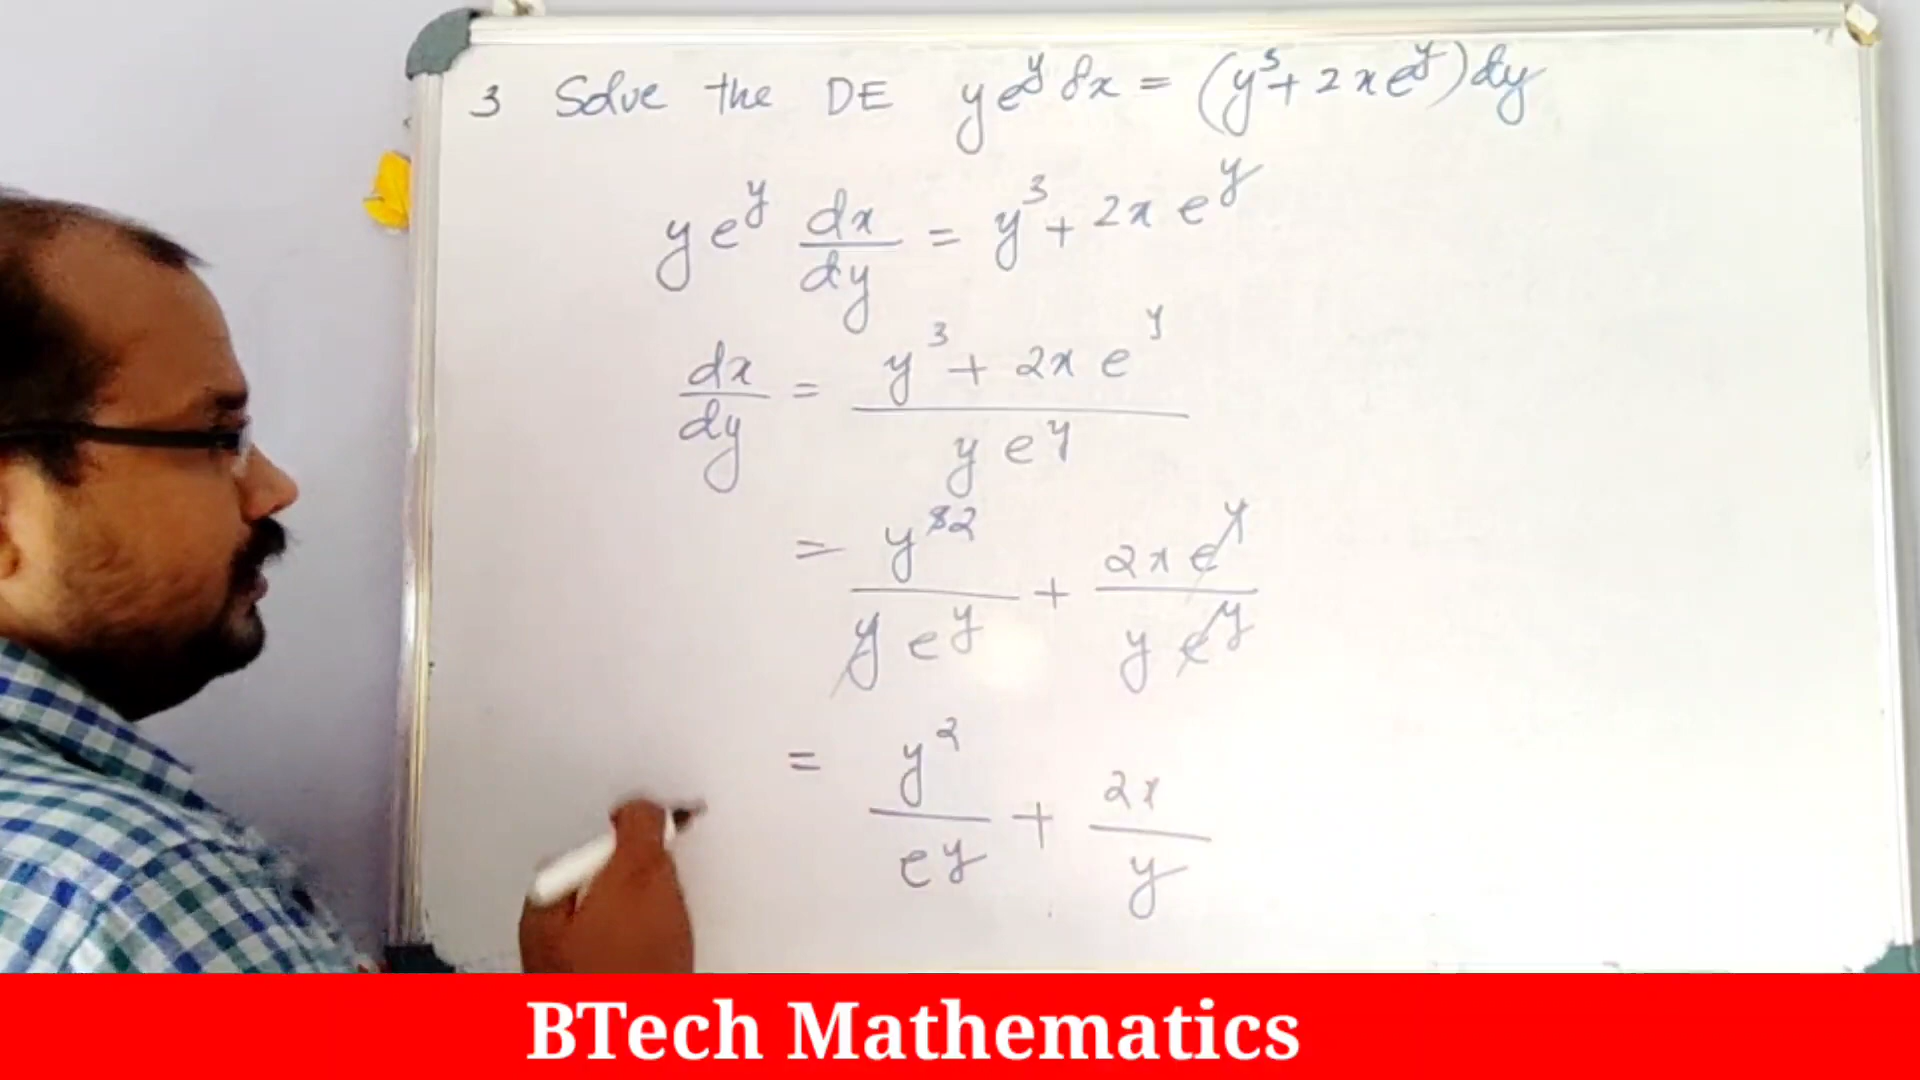 3 Solve the DE ye^y dx = (y^3 + 2xe^y)dy
ye^y dx/dy = y^3 + 2x e^y
dx/dy = (y^3 + 2x e^y)/(y e^y)
= y^2/(y e^y) + (2x e^y)/(y e^y)
= y^2/e^y + 2x/y
BTech Mathematics